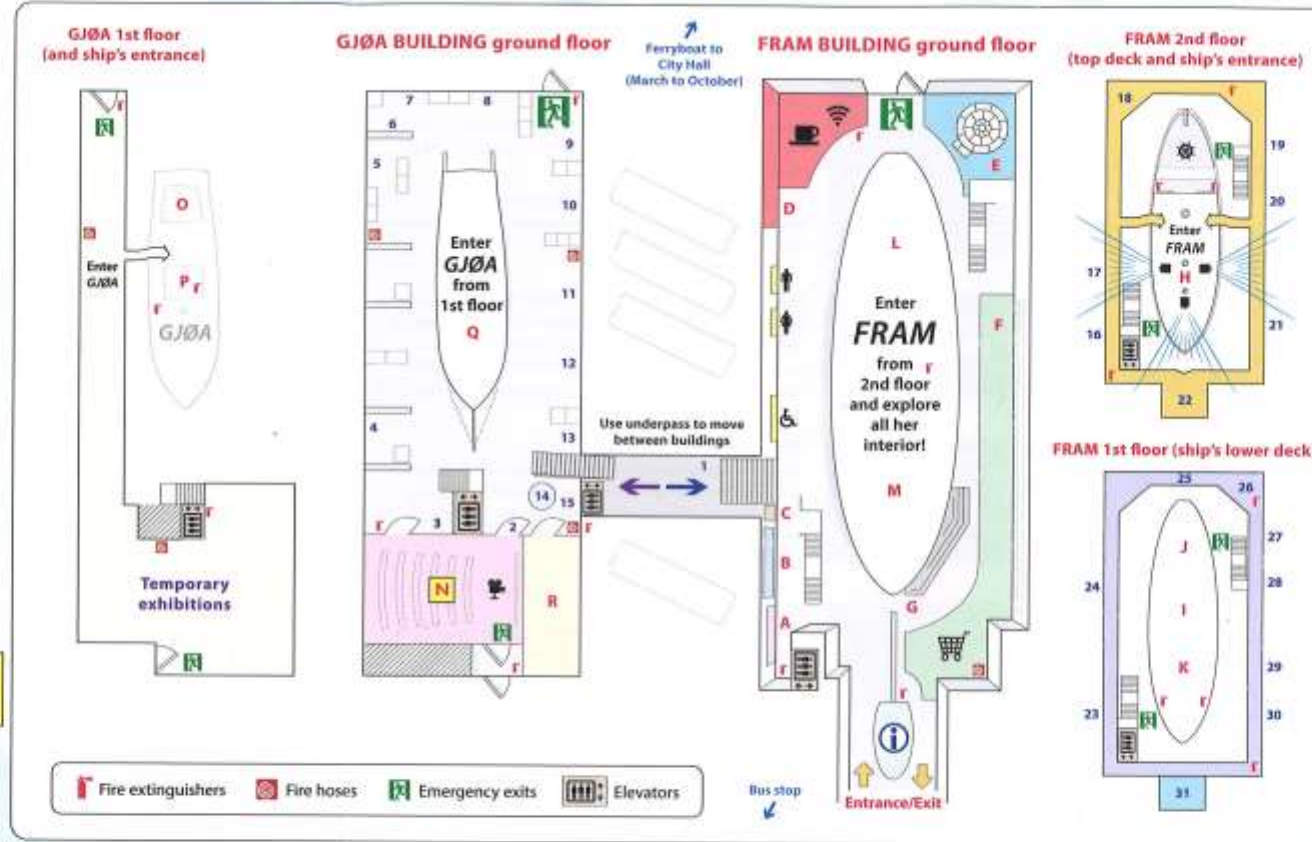 GJØA 1st floor
(and ship's entrance)
O
Enter
GJØA
P
GJØA
Temporary
exhibitions
GJØA BUILDING ground floor
7
8
6
5
9
10
Enter
GJØA
from
1st floor
Q
11
12
4
13
14
15
3
2
N
R
Ferryboat to
City Hall
(March to October)
Use underpass to move
between buildings
1
FRAM BUILDING ground floor
E
D
L
Enter
FRAM
from
2nd floor
and explore
all her
interior!
F
M
C
B
A
G
i
Entrance/Exit
Bus stop
FRAM 2nd floor
(top deck and ship's entrance)
18
19
20
Enter
FRAM
17
H
16
21
22
FRAM 1st floor (ship's lower deck
25
26
27
J
28
24
I
29
K
23
30
31
Fire extinguishers
Fire hoses
Emergency exits
Elevators